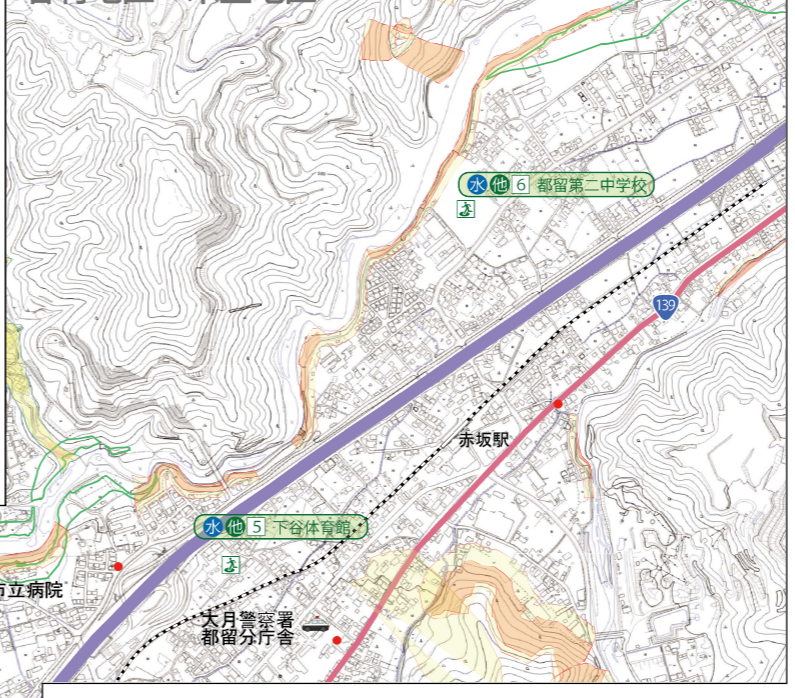 水 他 6 都留第二中学校
139
赤坂駅
水 他 5 下谷体育館
市立病院
大月警察署
都留分庁舎